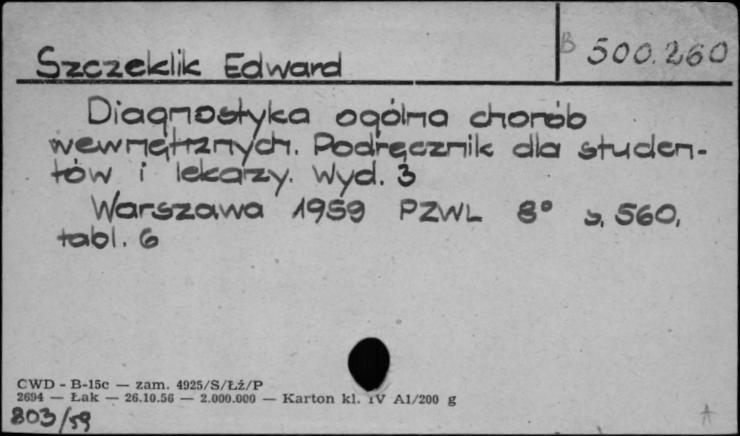 B 500.260
Szczeklik Edward
Diagnostyka ogólna chorób
wewnętrznych. Podręcznik dla studen-
tów i lekarzy. Wyd. 3
Warszawa 1959 PZWL 8° s. 560,
tabl. 6
CWD - B-15c — zam. 4925/S/Łź/P
2694 — Łak — 26.10.56 — 2.000.000 — Karton kl. IV A1/200 g
803/59
A